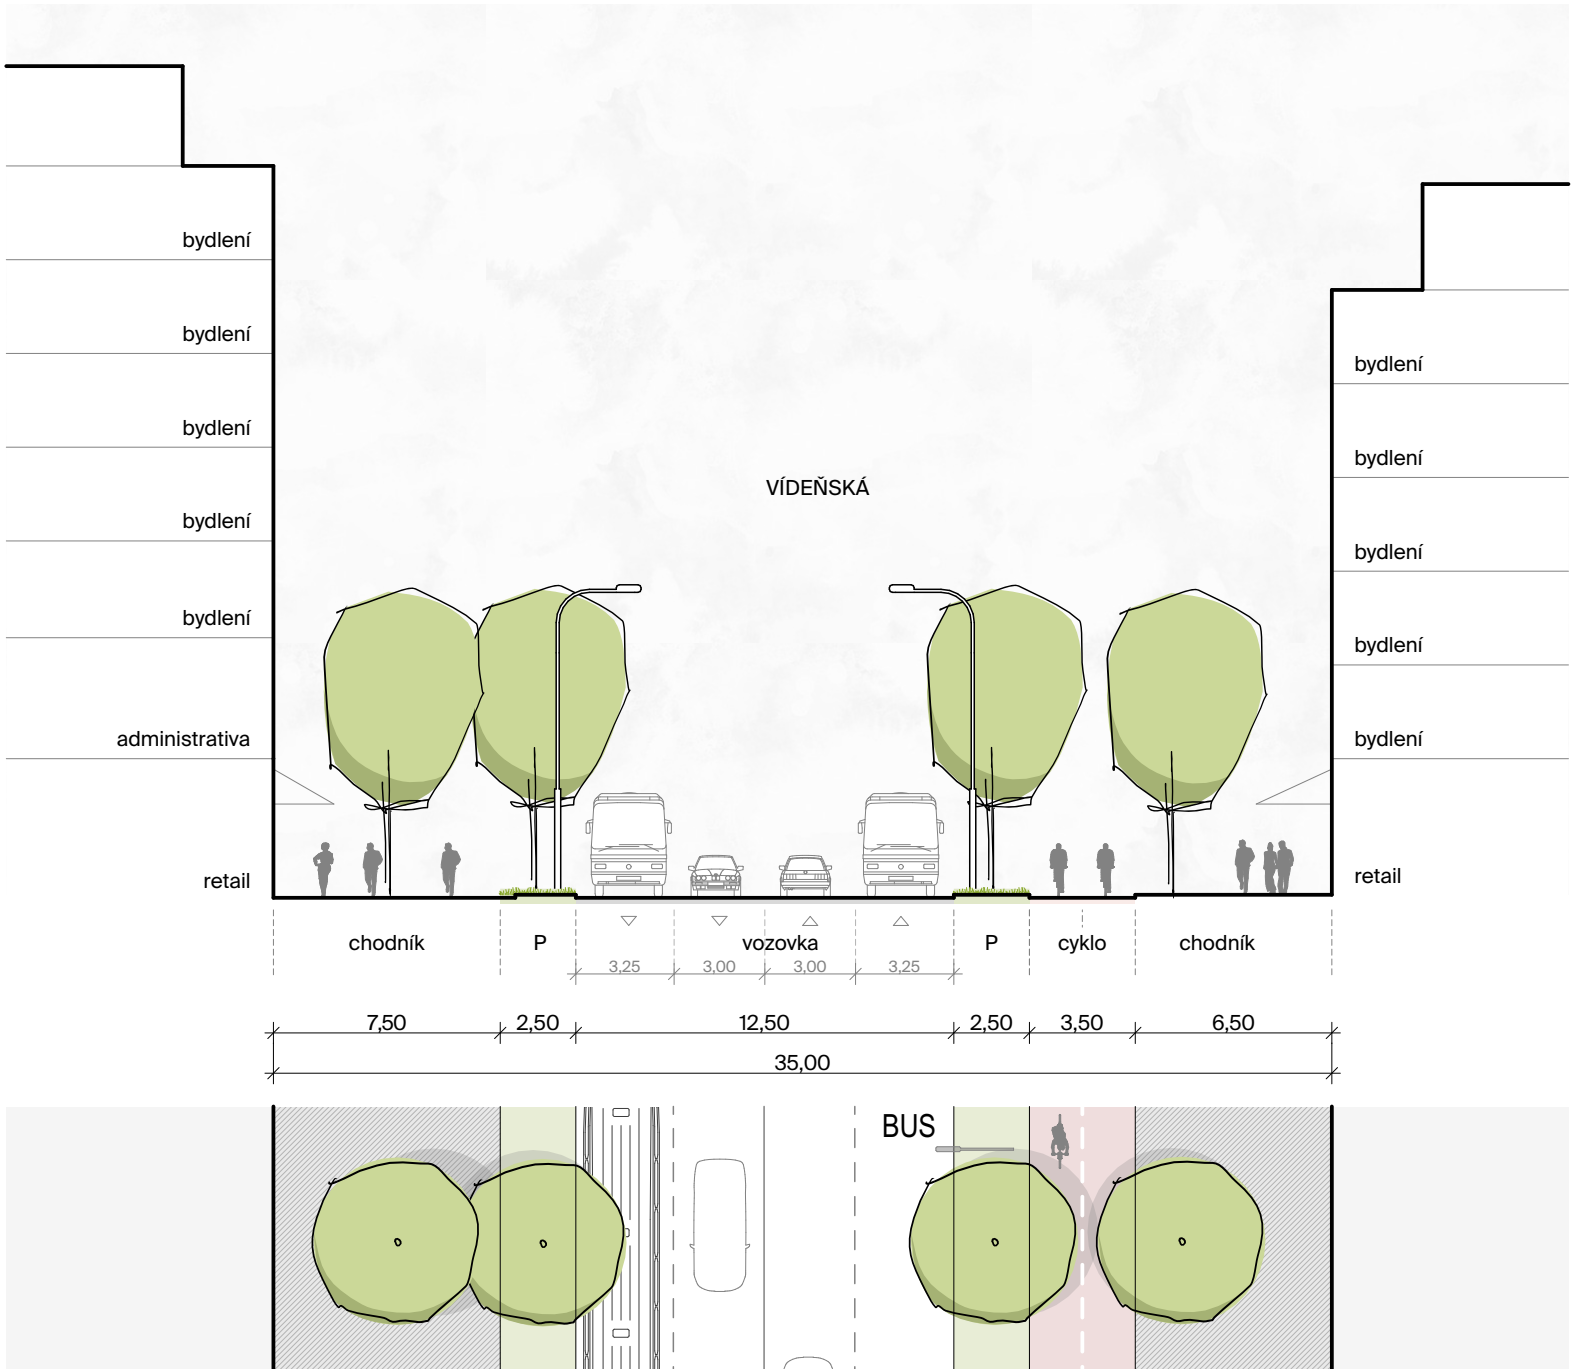 bydlení
bydlení
bydlení
bydlení
bydlení
administrativa
retail
VÍDEŇSKÁ
bydlení
bydlení
bydlení
bydlení
bydlení
retail
chodník P vozovka P cyklo chodník
3,25 3,00 3,00 3,25
7,50 2,50 12,50 2,50 3,50 6,50
35,00
BUS